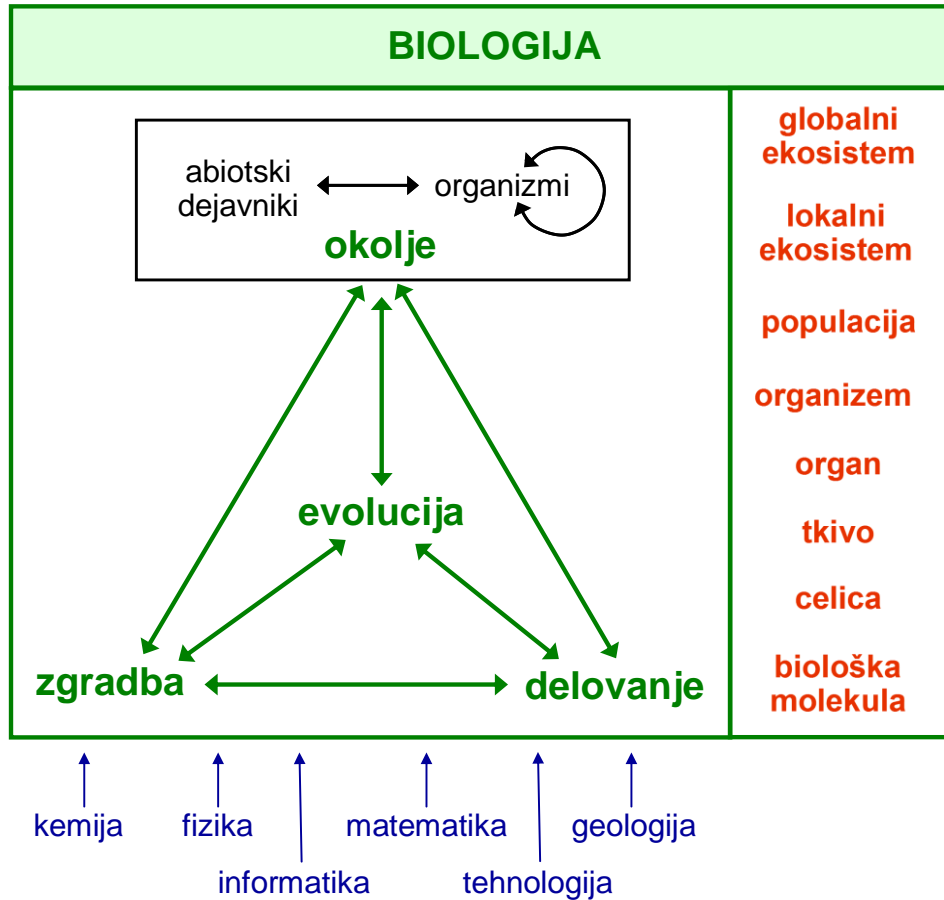 BIOLOGIJA
abiotski
dejavniki
organizmi
okolje
evolucija
zgradba
delovanje
globalni
ekosistem
lokalni
ekosistem
populacija
organizem
organ
tkivo
celica
biološka
molekula
kemija
fizika
matematika
geologija
informatika
tehnologija